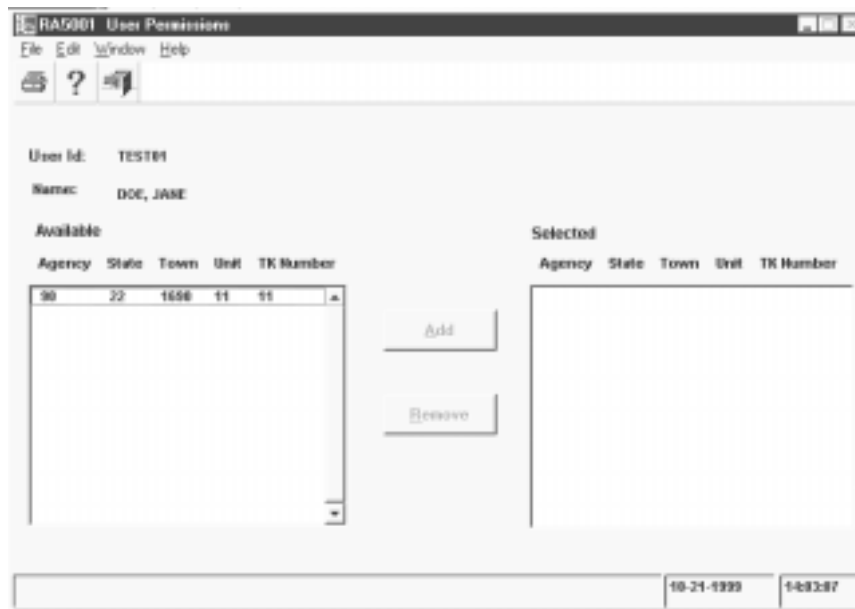 RA5001 User Permissions
File Edit Window Help
User Id: TEST01
Name: DOE, JANE
Available
Agency State Town Unit TK Number
90 22 1690 11 11
Add
Remove
Selected
Agency State Town Unit TK Number
10-21-1999 14:03:07